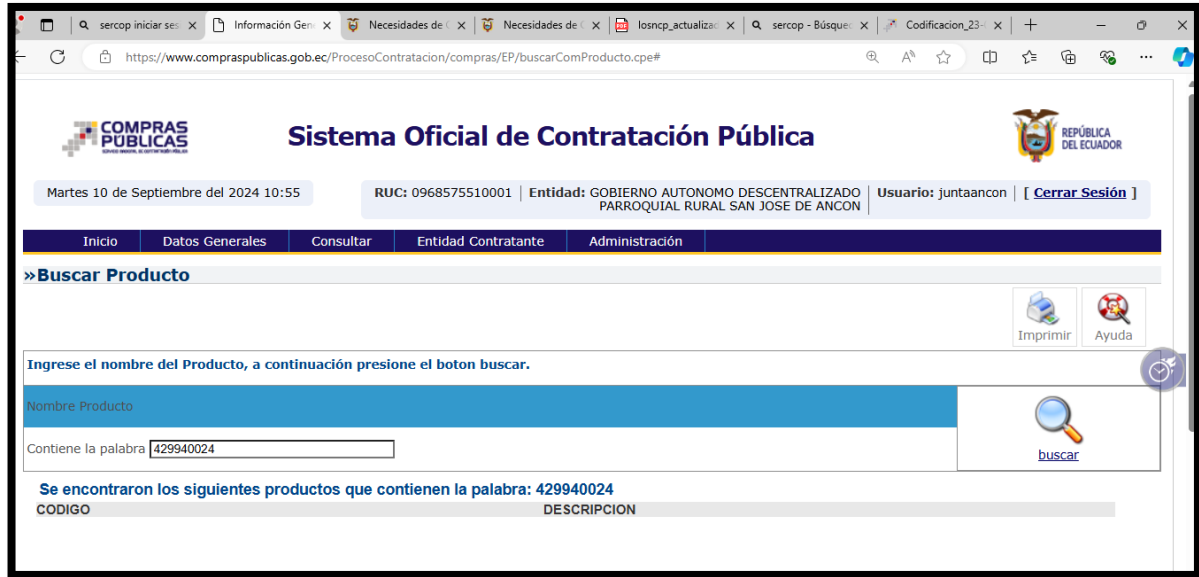 sercop iniciar ses
Información Gen
Necesidades de C
Necesidades de C
losncp_actualizad
sercop - Búsqued
Codificacion_23-
https://www.compraspublicas.gob.ec/ProcesoContratacion/compras/EP/buscarComProducto.cpe#
COMPRAS PÚBLICAS
Sistema Oficial de Contratación Pública
REPÚBLICA DEL ECUADOR
Martes 10 de Septiembre del 2024 10:55
RUC: 0968575510001 | Entidad: GOBIERNO AUTONOMO DESCENTRALIZADO
PARROQUIAL RURAL SAN JOSE DE ANCON
Usuario: juntaancon | [ Cerrar Sesión ]
Inicio Datos Generales Consultar Entidad Contratante Administración
»Buscar Producto
Imprimir Ayuda
Ingrese el nombre del Producto, a continuación presione el boton buscar.
Nombre Producto
Contiene la palabra 429940024
buscar
Se encontraron los siguientes productos que contienen la palabra: 429940024
CODIGO DESCRIPCION